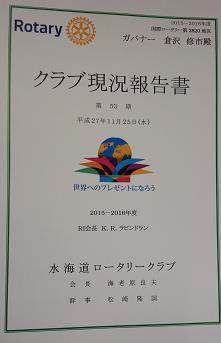 Rotary
2015-2016年度
国際ロータリー第2820地区
ガバナー 倉沢 修市殿
クラブ現況報告書
第 53 期
平成27年11月25日(水)
世界へのプレゼントになろう
2015-2016年度
RI会長 K. R. ラビンドラン
水海道ロータリークラブ
会 長 海老原良夫
幹 事 松崎隆詞